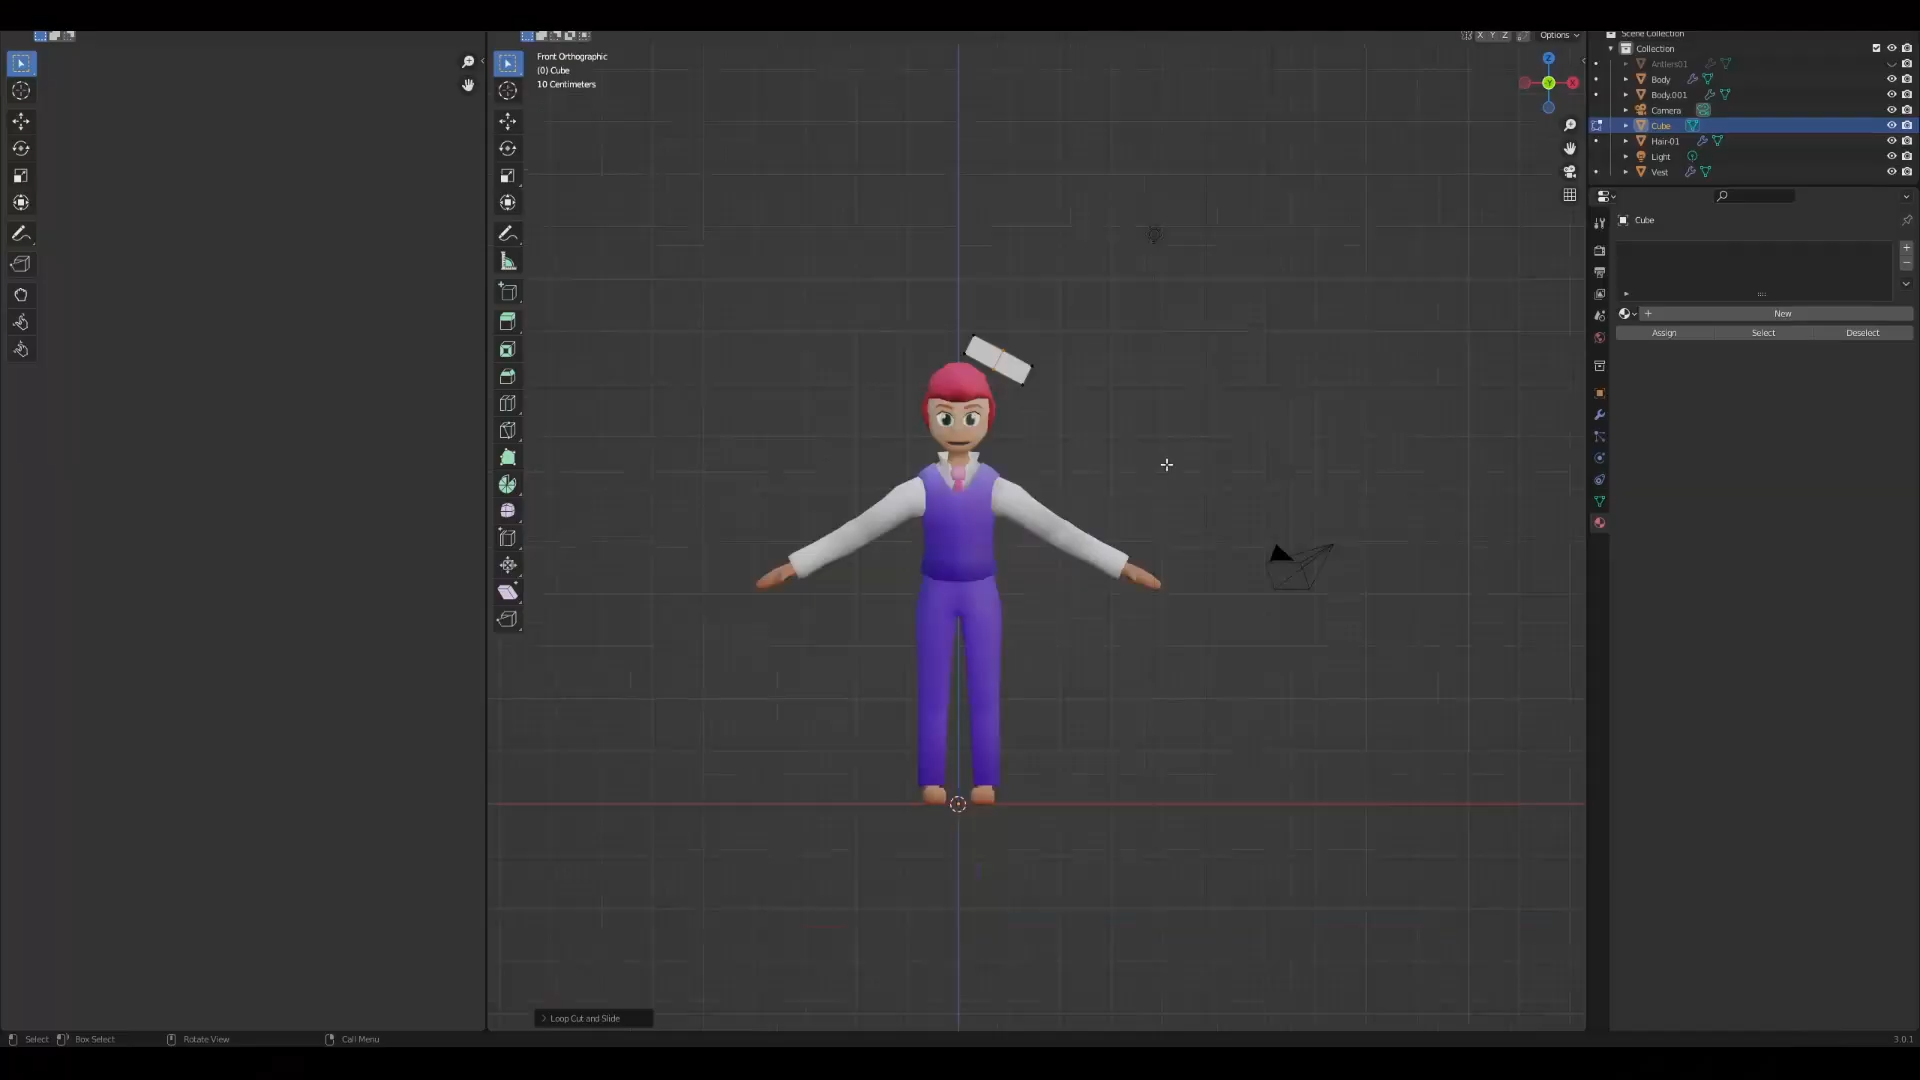 X Y Z
Options
Front Orthographic
(0) Cube
10 Centimeters
Z
X
Y
Scene Collection
Collection
Antlers01
Body
Body.001
Camera
Cube
Hair-01
Light
Vest
Cube
New
Assign Select Deselect
Loop Cut and Slide
Select Box Select Rotate View Call Menu 3.0.1